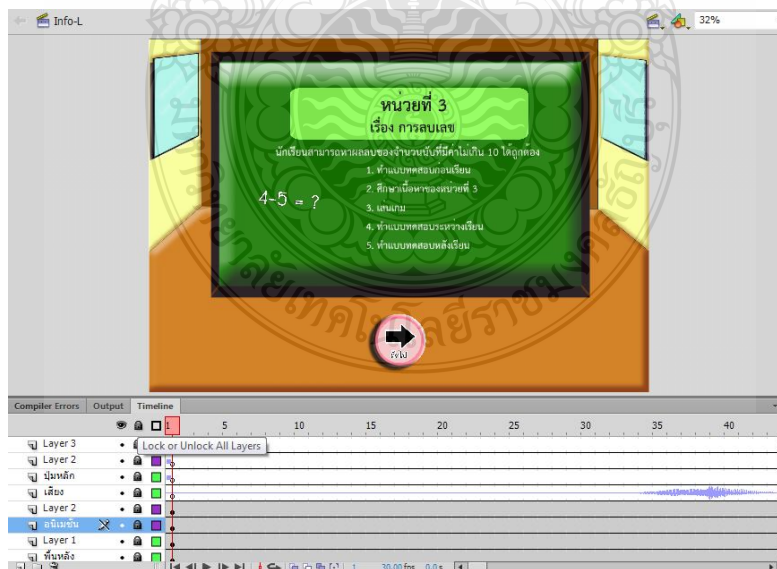 Info-L
32%
หน่วยที่ 3
เรื่อง การลบเลข
นักเรียนสามารถหาผลลบของจำนวนนับที่มีค่าไม่เกิน 10 ได้ถูกต้อง
1. ทำแบบทดสอบก่อนเรียน
2. ศึกษาเนื้อหาของหน่วยที่ 3
3. เล่นเกม
4. ทำแบบทดสอบระหว่างเรียน
5. ทำแบบทดสอบหลังเรียน
4-5 = ?
ถัดไป
Compiler Errors Output Timeline
1 5 10 15 20 25 30 35 40
Layer 3
Lock or Unlock All Layers
Layer 2
ปุ่มหลัก
เสียง
Layer 2
อนิเมชั่น
Layer 1
พื้นหลัง
1 30.00 fps 0.0 s